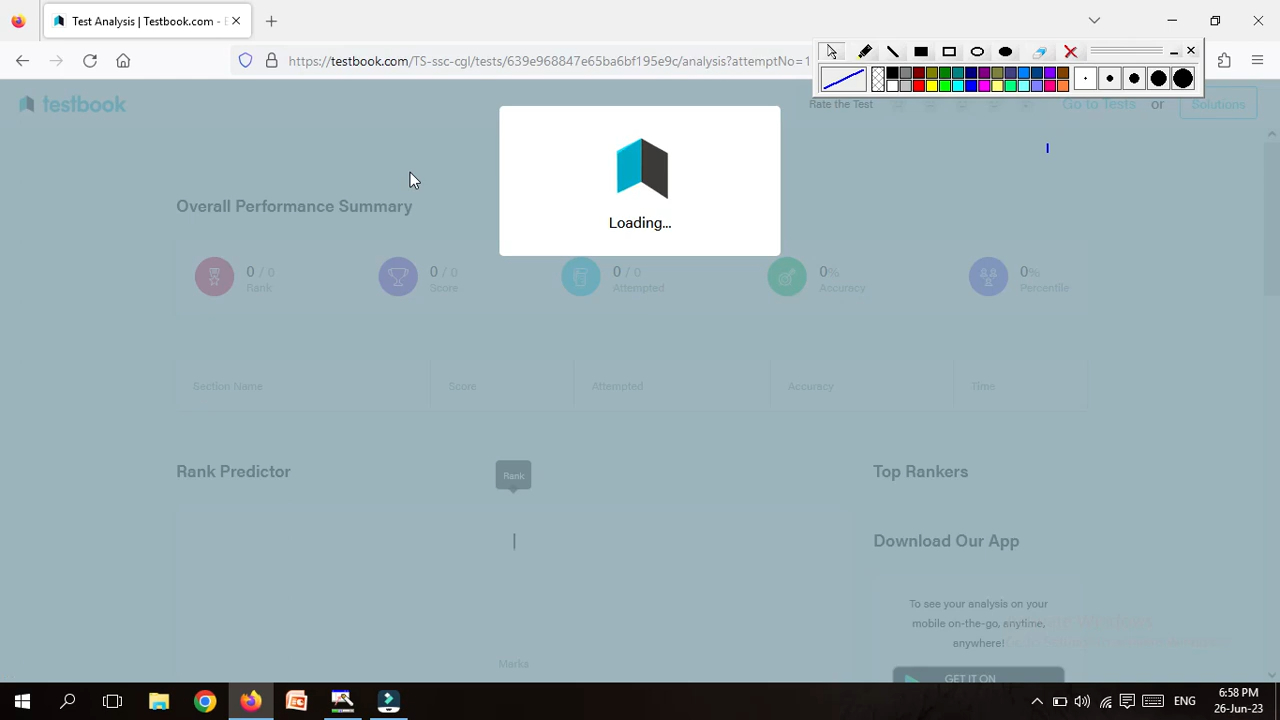 Test Analysis | Testbook.com -
https://testbook.com/TS-ssc-cgl/tests/639e968847e65ba6bf195e9c/analysis?attemptNo=1
testbook
Rate the Test
Go to Tests or Solutions
Loading...
Overall Performance Summary
0 / 0 0 / 0 0 / 0 0% 0%
Rank Score Attempted Accuracy Percentile
Section Name Score Attempted Accuracy Time
Rank Predictor
Rank
Top Rankers
Download Our App
To see your analysis on your
mobile on-the-go, anytime,
anywhere!
Marks
GET IT ON
ENG
6:58 PM
26-Jun-23